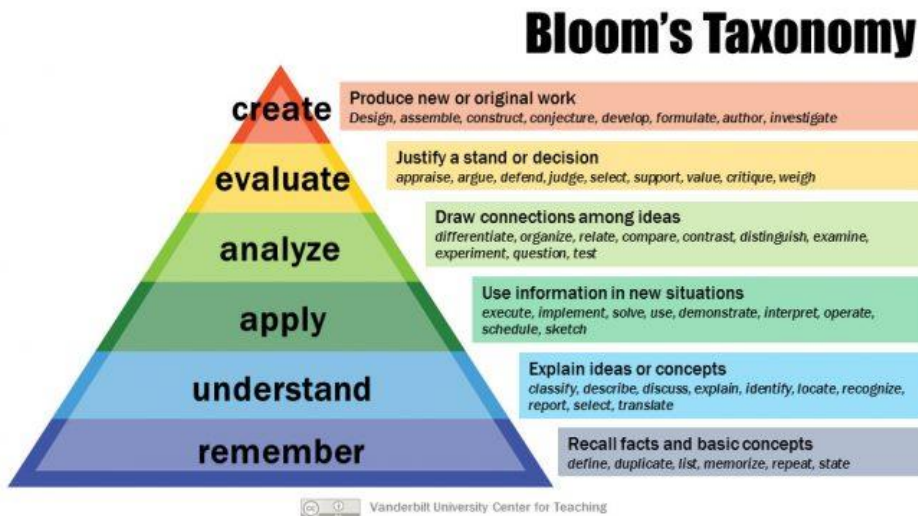 Bloom's Taxonomy
create
Produce new or original work
Design, assemble, construct, conjecture, develop, formulate, author, investigate
evaluate
Justify a stand or decision
appraise, argue, defend, judge, select, support, value, critique, weigh
analyze
Draw connections among ideas
differentiate, organize, relate, compare, contrast, distinguish, examine,
experiment, question, test
apply
Use information in new situations
execute, implement, solve, use, demonstrate, interpret, operate,
schedule, sketch
understand
Explain ideas or concepts
classify, describe, discuss, explain, identify, locate, recognize,
report, select, translate
remember
Recall facts and basic concepts
define, duplicate, list, memorize, repeat, state
cc Vanderbilt University Center for Teaching